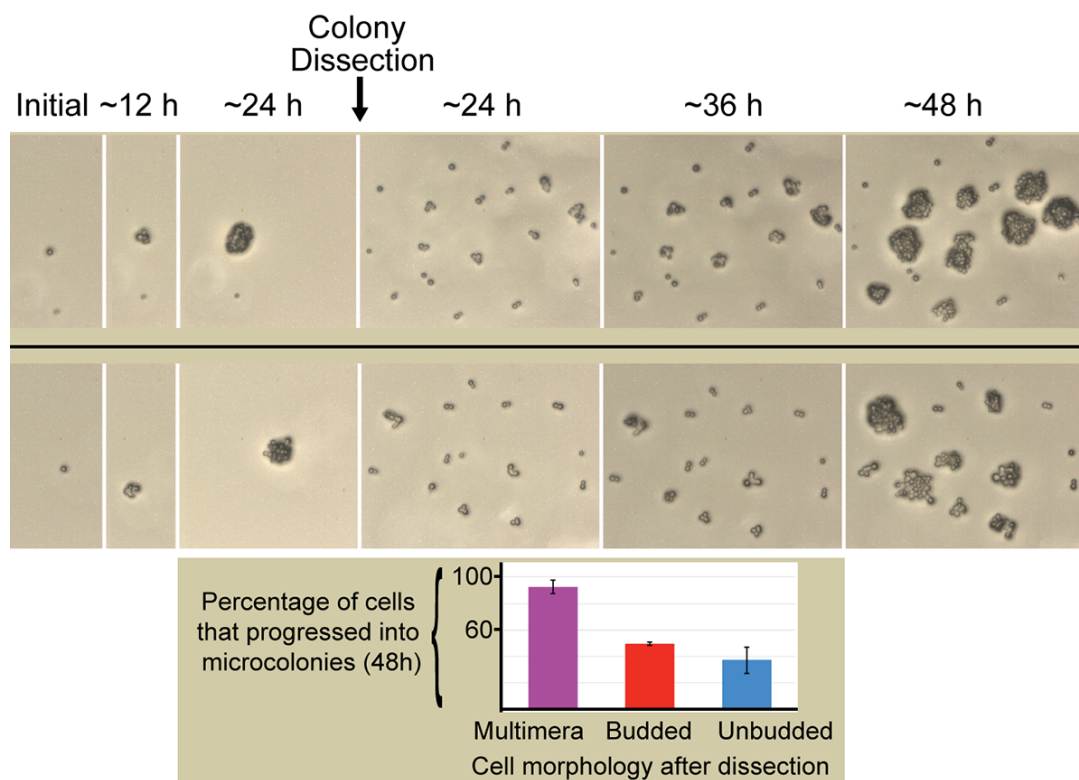 Colony
Dissection
Initial ~12 h ~24 h ~24 h ~36 h ~48 h
Percentage of cells
that progressed into
microcolonies (48h)
100
60
Multimera Budded Unbudded
Cell morphology after dissection